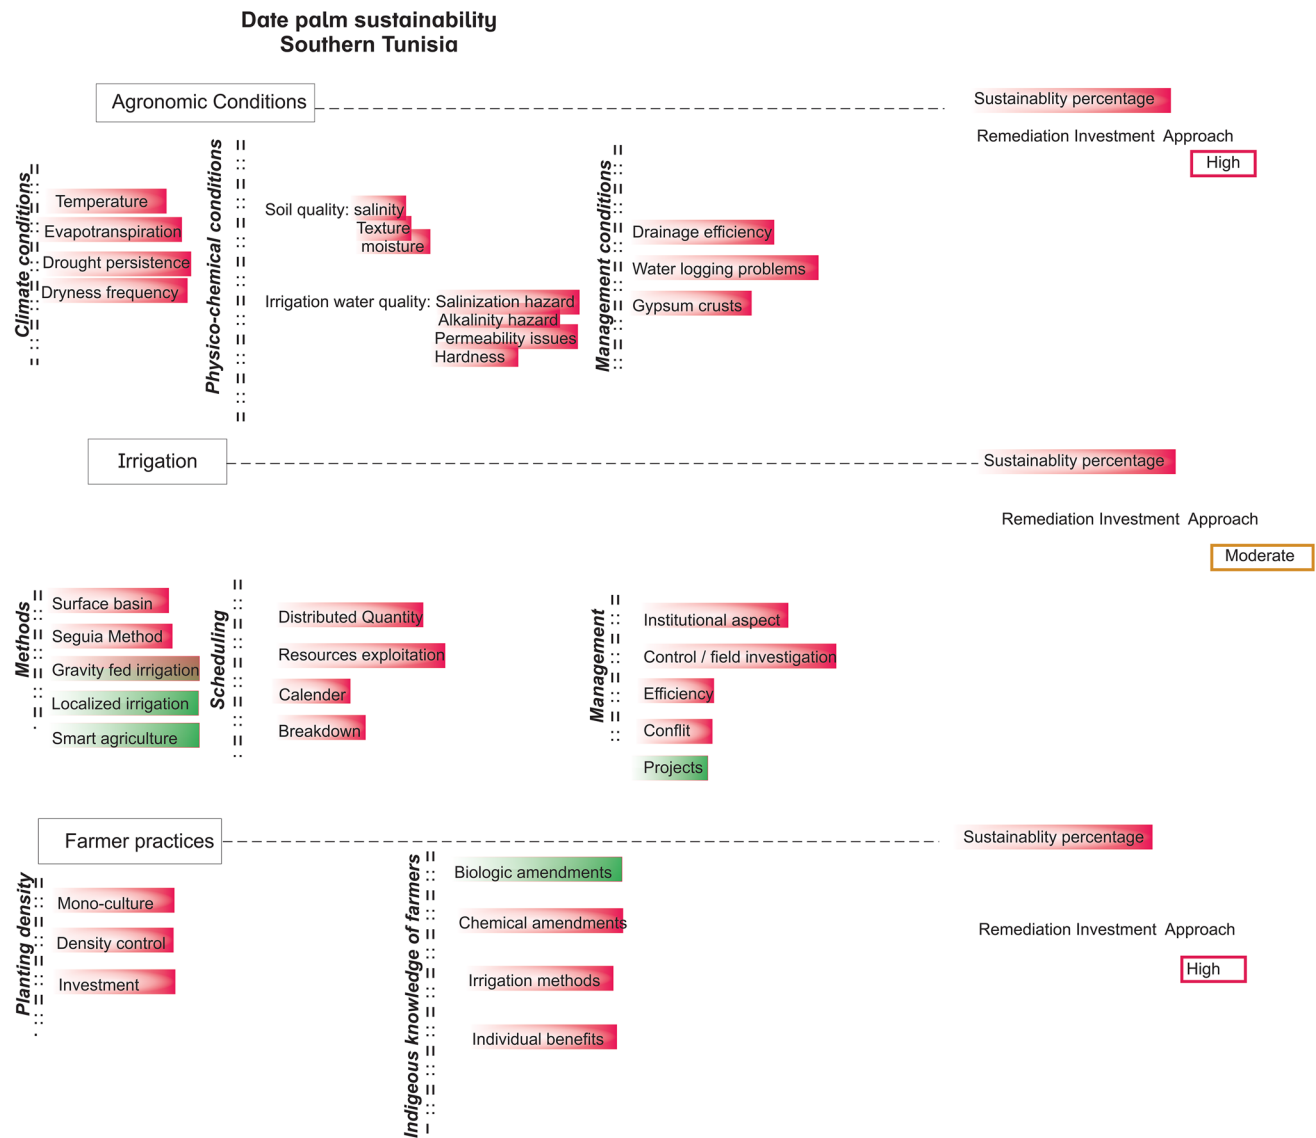 Date palm sustainability
Southern Tunisia
Agronomic Conditions
Sustainablity percentage
Remediation Investment Approach
High
Climate conditions
Temperature
Evapotranspiration
Drought persistence
Dryness frequency
Physico-chemical conditions
Soil quality: salinity
Texture
moisture
Irrigation water quality: Salinization hazard
Alkalinity hazard
Permeability issues
Hardness
Management conditions
Drainage efficiency
Water logging problems
Gypsum crusts
Irrigation
Sustainablity percentage
Remediation Investment Approach
Moderate
Methods
Surface basin
Seguia Method
Gravity fed irrigation
Localized irrigation
Smart agriculture
Scheduling
Distributed Quantity
Resources exploitation
Calender
Breakdown
Management
Institutional aspect
Control / field investigation
Efficiency
Conflit
Projects
Farmer practices
Sustainablity percentage
Remediation Investment Approach
High
Planting density
Mono-culture
Density control
Investment
Indigeous knowledge of farmers
Biologic amendments
Chemical amendments
Irrigation methods
Individual benefits